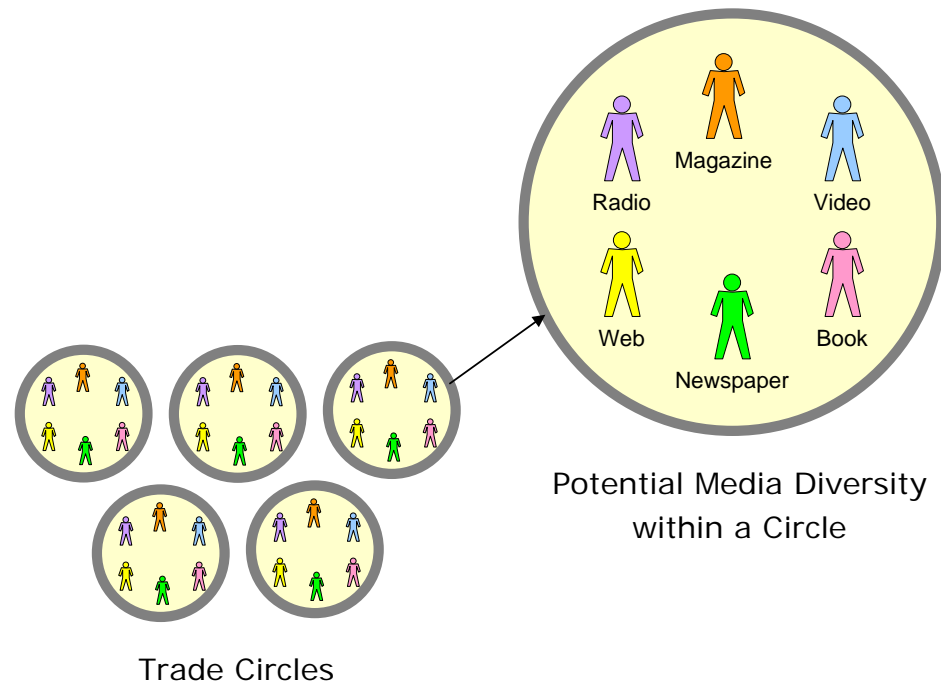 Magazine
Radio
Video
Web
Book
Newspaper
Potential Media Diversity
within a Circle
Trade Circles